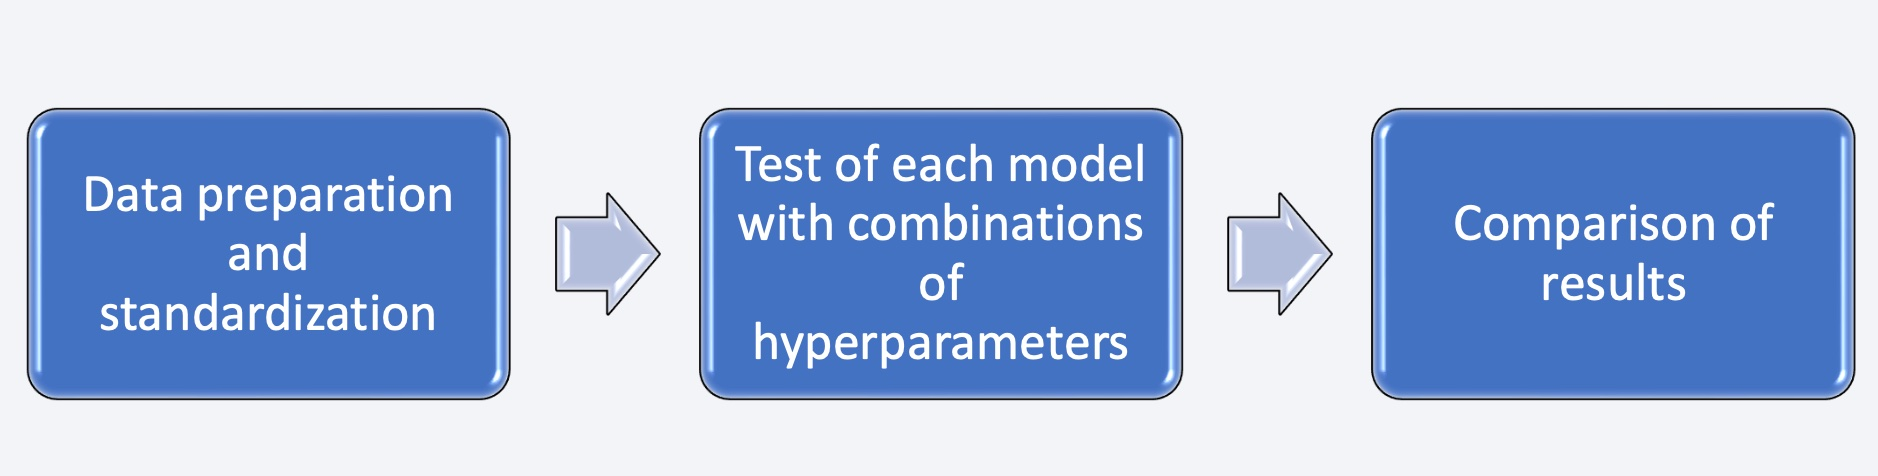 Data preparation
and
standardization
Test of each model
with combinations
of
hyperparameters
Comparison of
results